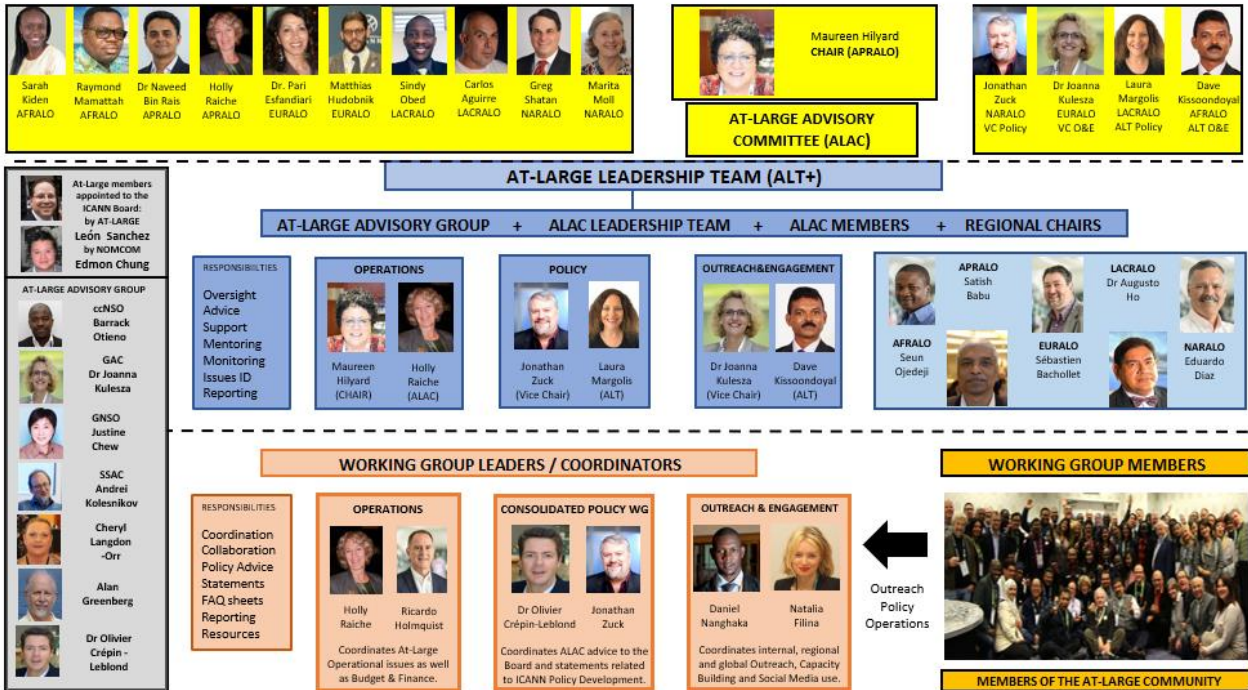 Sarah
Kiden
AFRALO
Raymond
Mamattah
AFRALO
Dr Naveed
Bin Rais
APRALO
Holly
Raiche
APRALO
Dr. Pari
Esfandiari
EURALO
Matthias
Hudobnik
EURALO
Sindy
Obed
LACRALO
Carlos
Aguirre
LACRALO
Greg
Shatan
NARALO
Marita
Moll
NARALO
Maureen Hilyard
CHAIR (APRALO)
AT-LARGE ADVISORY
COMMITTEE (ALAC)
Jonathan
Zuck
NARALO
VC Policy
Dr Joanna
Kulesza
EURALO
VC O&E
Laura
Margolis
LACRALO
ALT Policy
Dave
Kissoondoyal
AFRALO
ALT O&E
At-Large members
appointed to the
ICANN Board:
by AT-LARGE
León Sanchez
by NOMCOM
Edmon Chung
AT-LARGE ADVISORY GROUP
ccNSO
Barrack
Otieno
GAC
Dr Joanna
Kulesza
GNSO
Justine
Chew
SSAC
Andrei
Kolesnikov
Cheryl
Langdon
-Orr
Alan
Greenberg
Dr Olivier
Crépin -
Leblond
AT-LARGE LEADERSHIP TEAM (ALT+)
AT-LARGE ADVISORY GROUP + ALAC LEADERSHIP TEAM + ALAC MEMBERS + REGIONAL CHAIRS
RESPONSIBILTIES
Oversight
Advice
Support
Mentoring
Monitoring
Issues ID
Reporting
OPERATIONS
Maureen
Hilyard
(CHAIR)
Holly
Raiche
(ALAC)
POLICY
Jonathan
Zuck
(Vice Chair)
Laura
Margolis
(ALT)
OUTREACH&ENGAGEMENT
Dr Joanna
Kulesza
(Vice Chair)
Dave
Kissoondoyal
(ALT)
APRALO
Satish
Babu
LACRALO
Dr Augusto
Ho
AFRALO
Seun
Ojedeji
EURALO
Sébastien
Bachollet
NARALO
Eduardo
Diaz
WORKING GROUP LEADERS / COORDINATORS
RESPONSIBILITIES
Coordination
Collaboration
Policy Advice
Statements
FAQ sheets
Reporting
Resources
OPERATIONS
Holly
Raiche
Ricardo
Holmquist
Coordinates At-Large
Operational issues as well
as Budget & Finance.
CONSOLIDATED POLICY WG
Dr Olivier
Crépin-Leblond
Jonathan
Zuck
Coordinates ALAC advice to the
Board and statements related
to ICANN Policy Development.
OUTREACH & ENGAGEMENT
Daniel
Nanghaka
Natalia
Filina
Coordinates internal, regional
and global Outreach, Capacity
Building and Social Media use.
Outreach
Policy
Operations
WORKING GROUP MEMBERS
MEMBERS OF THE AT-LARGE COMMUNITY